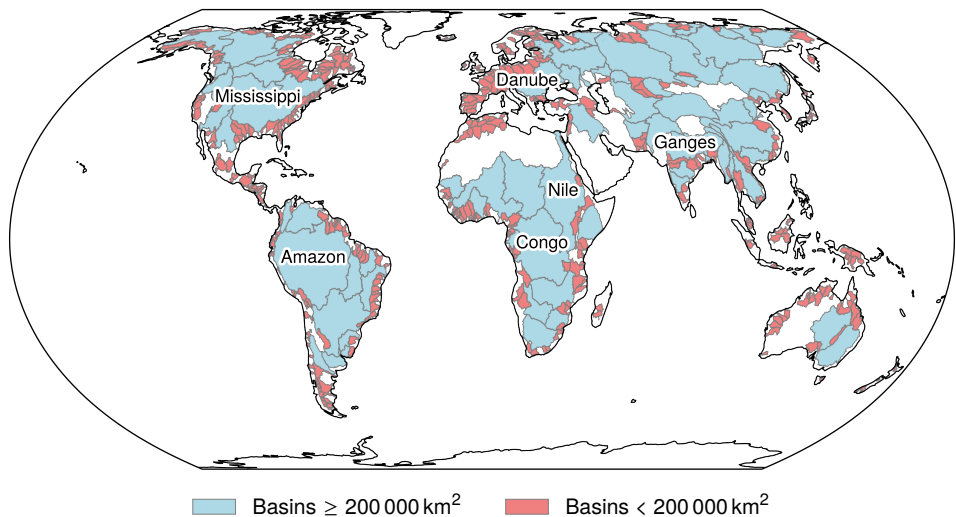 Danube
Mississippi
Ganges
Nile
Congo
Amazon
Basins ≥ 200 000 km²
Basins < 200 000 km²